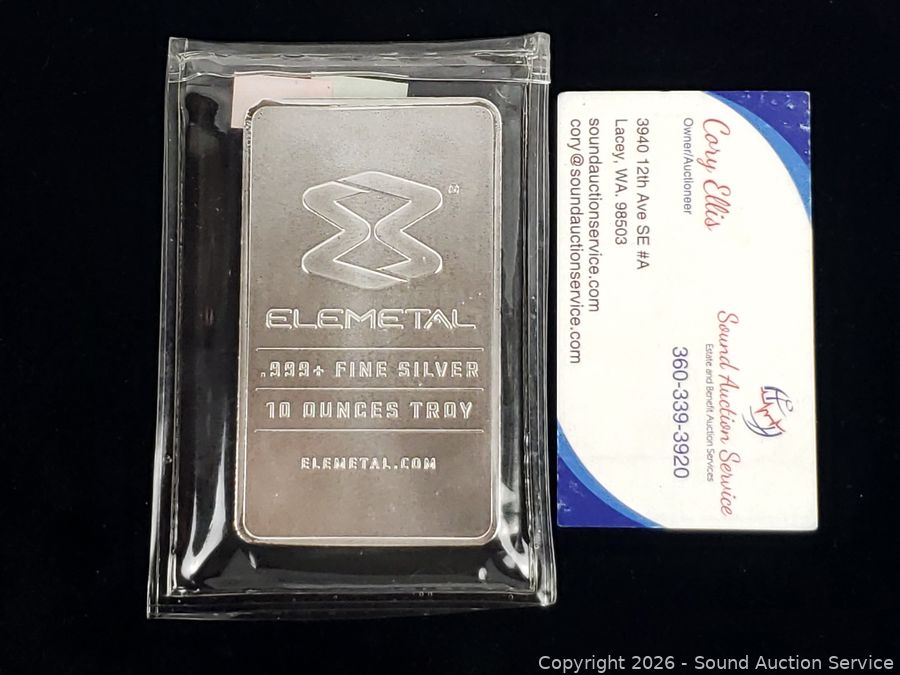 ELEMETAL
.999+ FINE SILVER
10 OUNCES TROY
ELEMETAL.COM
Cory Ellis
Owner/Auctioneer
3940 12th Ave SE #A
Lacey, WA. 98503
soundauctionservice.com
cory@soundauctionservice.com
Sound Auction Service
Estate and Benefit Auction Services
360-339-3920
Copyright 2026 - Sound Auction Service